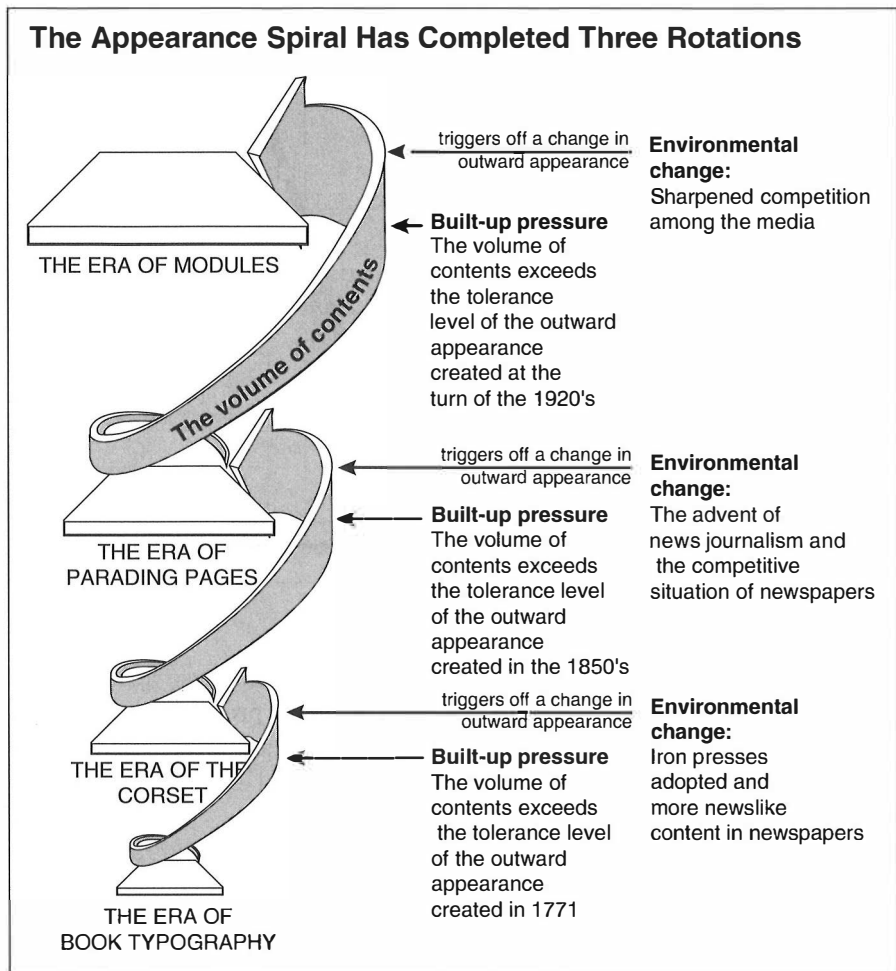 The Appearance Spiral Has Completed Three Rotations
triggers off a change in
outward appearance
Environmental
change:
Sharpened competition
among the media
Built-up pressure
The volume of
contents exceeds
the tolerance
level of the outward
appearance
created at the
turn of the 1920's
THE ERA OF MODULES
The volume of contents
triggers off a change in
outward appearance
Environmental
change:
The advent of
news journalism and
the competitive
situation of newspapers
Built-up pressure
The volume of
contents exceeds
the tolerance level
of the outward
appearance
created in the 1850's
THE ERA OF
PARADING PAGES
triggers off a change in
outward appearance
Environmental
change:
Iron presses
adopted and
more newslike
content in newspapers
Built-up pressure
The volume of
contents exceeds
the tolerance level
of the outward
appearance
created in 1771
THE ERA OF THE
CORSET
THE ERA OF
BOOK TYPOGRAPHY